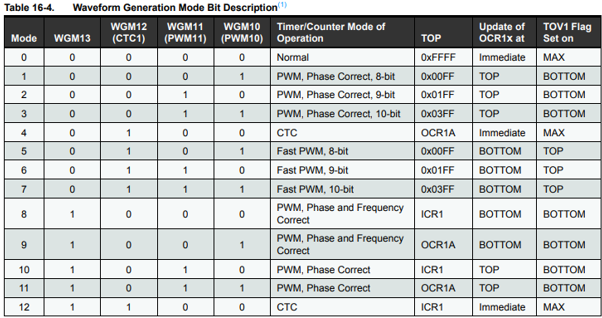 Table 16-4. Waveform Generation Mode Bit Description(1)
Mode WGM13 WGM12 (CTC1) WGM11 (PWM11) WGM10 (PWM10) Timer/Counter Mode of Operation TOP Update of OCR1x at TOV1 Flag Set on
0 0 0 0 0 Normal 0xFFFF Immediate MAX
1 0 0 0 1 PWM, Phase Correct, 8-bit 0x00FF TOP BOTTOM
2 0 0 1 0 PWM, Phase Correct, 9-bit 0x01FF TOP BOTTOM
3 0 0 1 1 PWM, Phase Correct, 10-bit 0x03FF TOP BOTTOM
4 0 1 0 0 CTC OCR1A Immediate MAX
5 0 1 0 1 Fast PWM, 8-bit 0x00FF BOTTOM TOP
6 0 1 1 0 Fast PWM, 9-bit 0x01FF BOTTOM TOP
7 0 1 1 1 Fast PWM, 10-bit 0x03FF BOTTOM TOP
8 1 0 0 0 PWM, Phase and Frequency Correct ICR1 BOTTOM BOTTOM
9 1 0 0 1 PWM, Phase and Frequency Correct OCR1A BOTTOM BOTTOM
10 1 0 1 0 PWM, Phase Correct ICR1 TOP BOTTOM
11 1 0 1 1 PWM, Phase Correct OCR1A TOP BOTTOM
12 1 1 0 0 CTC ICR1 Immediate MAX